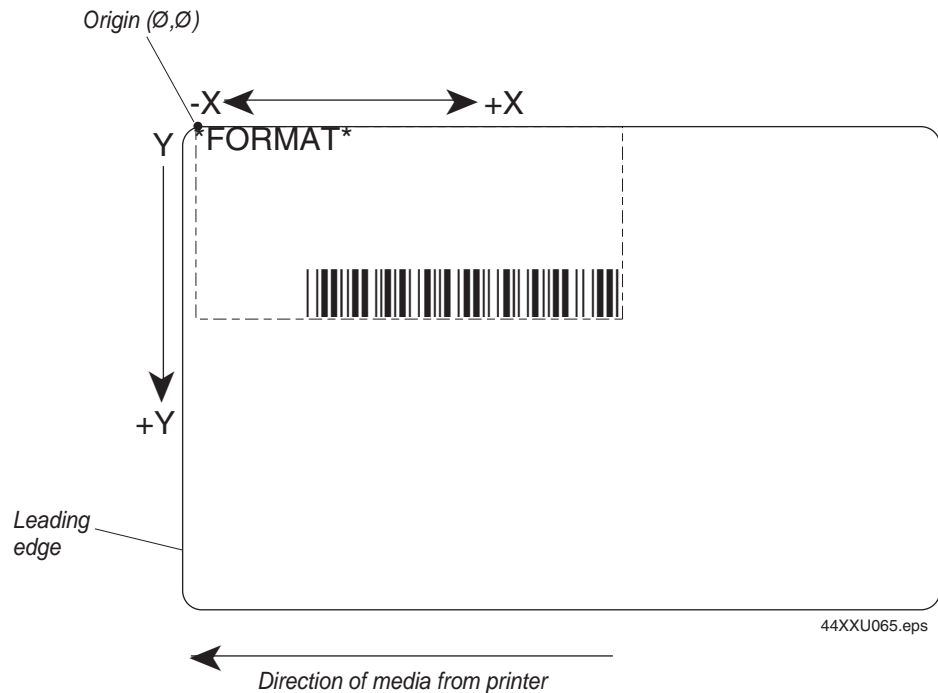 Origin (Ø,Ø)
-X +X
Y *FORMAT*
+Y
Leading
edge
44XXU065.eps
Direction of media from printer